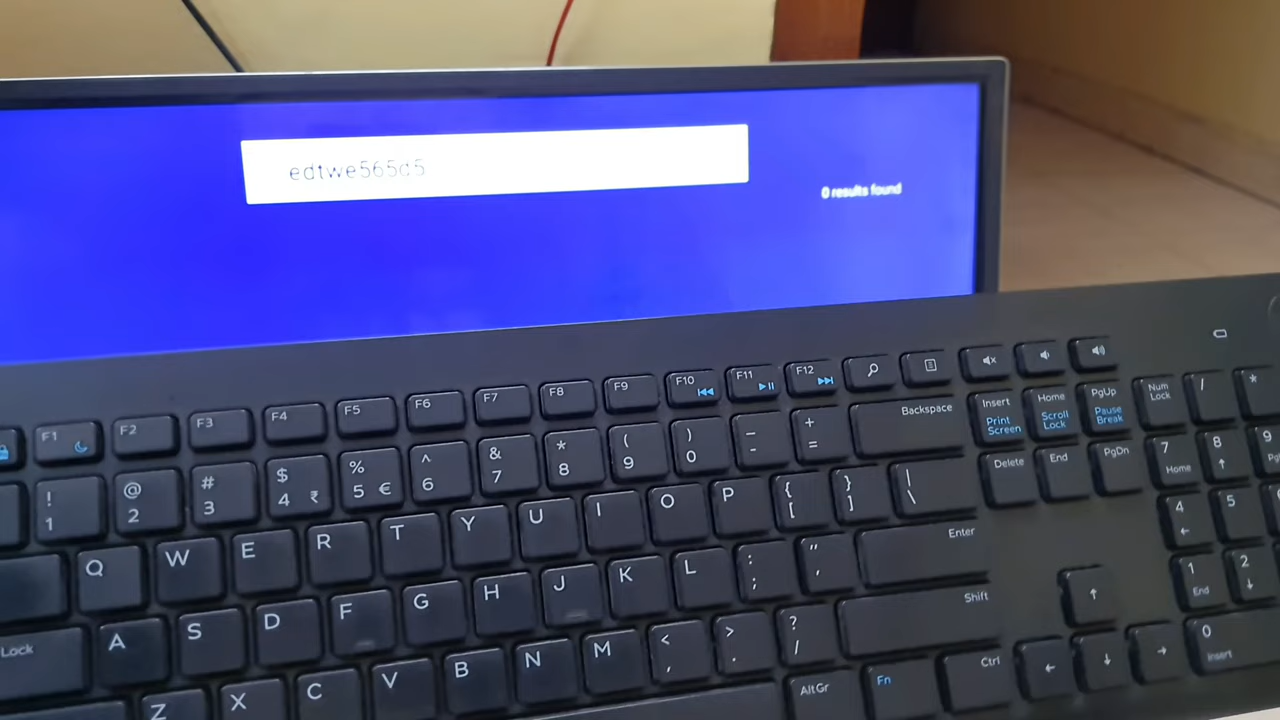 edtwe565d5
0 results found
F1 F2 F3 F4 F5 F6 F7 F8 F9 F10 F11 F12
Insert Home PgUp Num Lock / *
Print Screen Scroll Lock Pause Break
! 1 @ 2 # 3 $ 4 ₹ % 5 € ^ 6 & 7 * 8 ( 9 ) 0 _ - + = Backspace
Delete End PgDn 7 Home 8 ↑ 9
Q W E R T Y U I O P { [ } ] | \
4 ← 5
Lock A S D F G H J K L : ; " ' Enter
1 End 2 ↓
Z X C V B N M < , > . ? / Shift
↑ 0 Insert
AltGr Fn Ctrl ← ↓ →